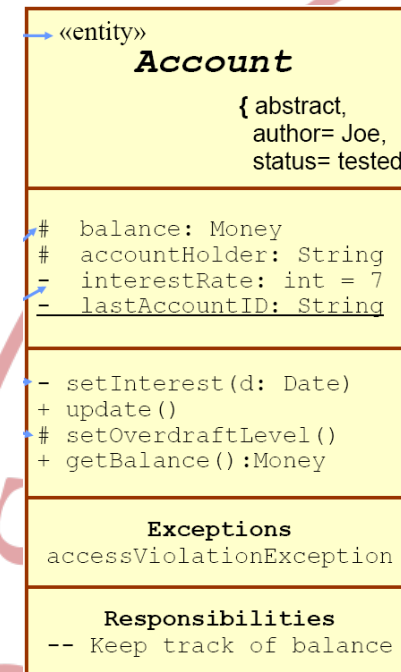 «entity»
Account
{ abstract,
author= Joe,
status= tested
# balance: Money
# accountHolder: String
- interestRate: int = 7
- lastAccountID: String
- setInterest(d: Date)
+ update()
# setOverdraftLevel()
+ getBalance():Money
Exceptions
accessViolationException
Responsibilities
-- Keep track of balance